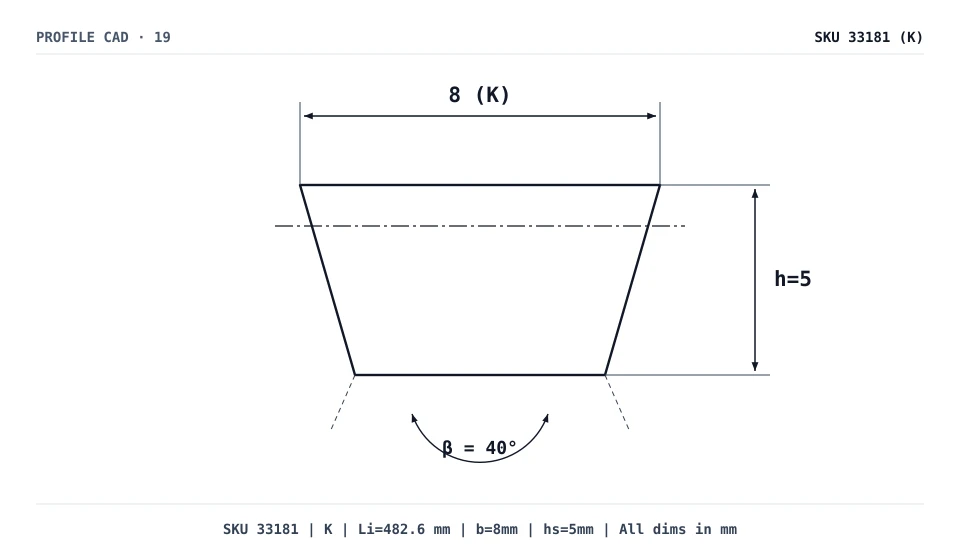 PROFILE CAD · 19
SKU 33181 (K)
8 (K)
h=5
β = 40°
SKU 33181 | K | Li=482.6 mm | b=8mm | hs=5mm | All dims in mm